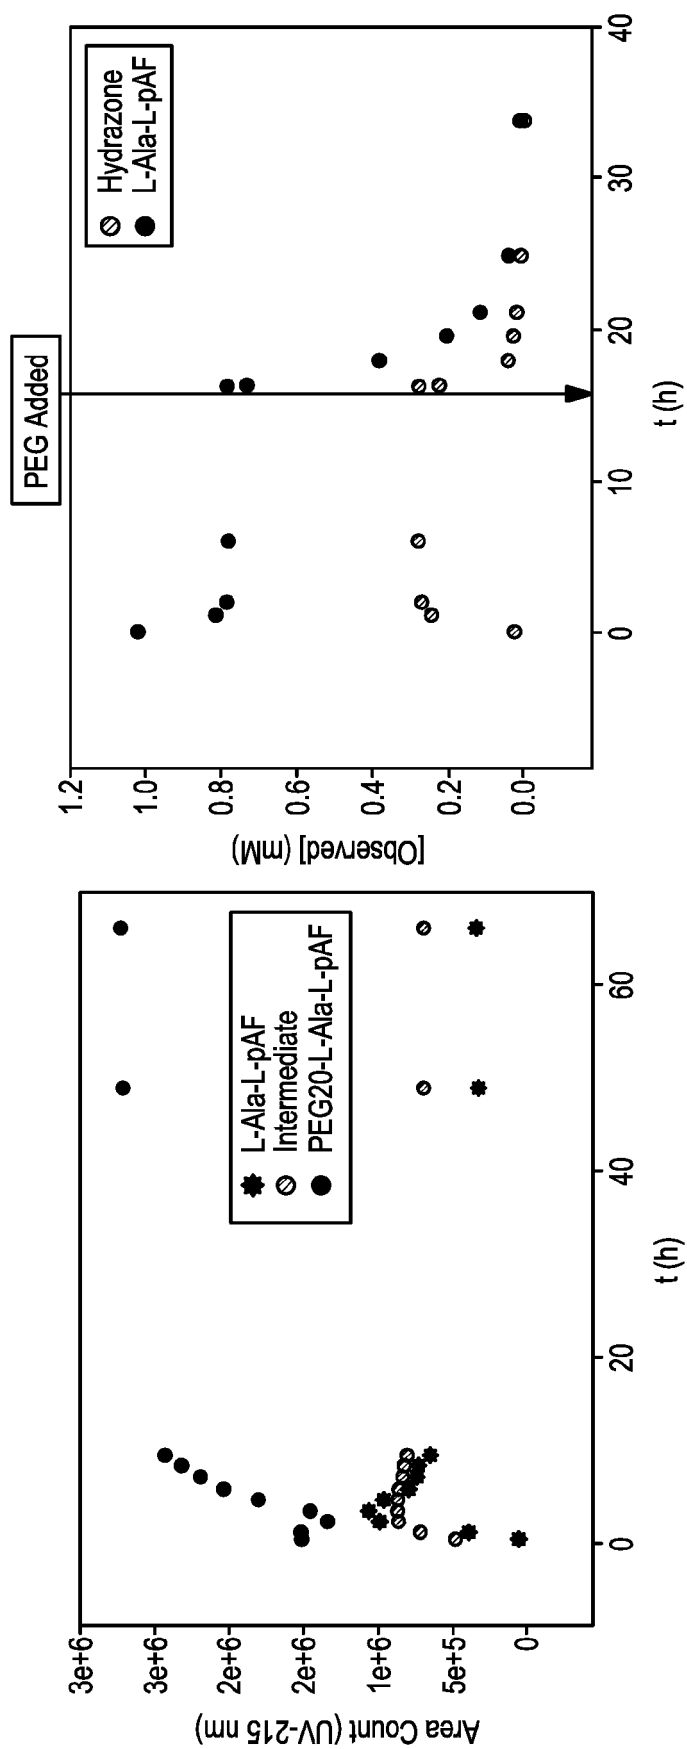 3e+6
3e+6
2e+6
2e+6
1e+6
5e+5
0
Area Count (UV-215 nm)
0
20
40
60
t (h)
L-Ala-L-pAF
Intermediate
PEG20-L-Ala-L-pAF
PEG Added
1.2
1.0
0.8
0.6
0.4
0.2
0.0
[Observed] (mM)
0
10
20
30
40
t (h)
Hydrazone
L-Ala-L-pAF